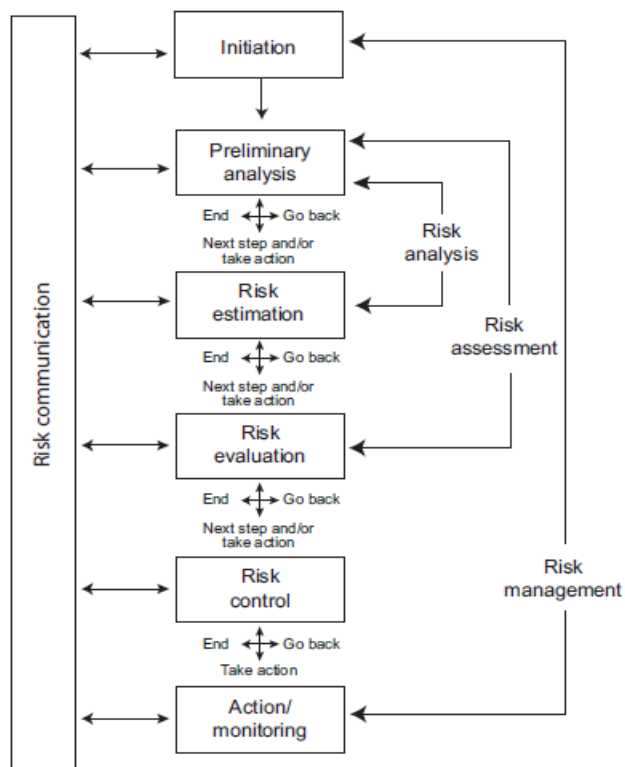 Risk communication
Initiation
Preliminary
analysis
End Go back
Next step and/or
take action
Risk
analysis
Risk
estimation
Risk
assessment
End Go back
Next step and/or
take action
Risk
evaluation
End Go back
Next step and/or
take action
Risk
control
Risk
management
End Go back
Take action
Action/
monitoring